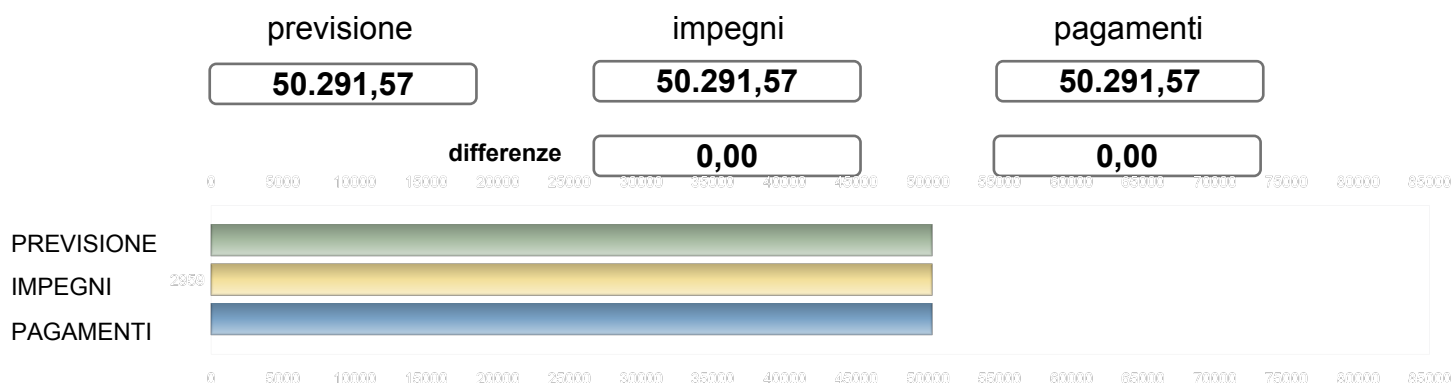 previsione impegni pagamenti
50.291,57 50.291,57 50.291,57
differenze 0,00 0,00
0 5000 10000 15000 20000 25000 30000 35000 40000 45000 50000 55000 60000 65000 70000 75000 80000 85000
PREVISIONE
2959
IMPEGNI
PAGAMENTI
0 5000 10000 15000 20000 25000 30000 35000 40000 45000 50000 55000 60000 65000 70000 75000 80000 85000